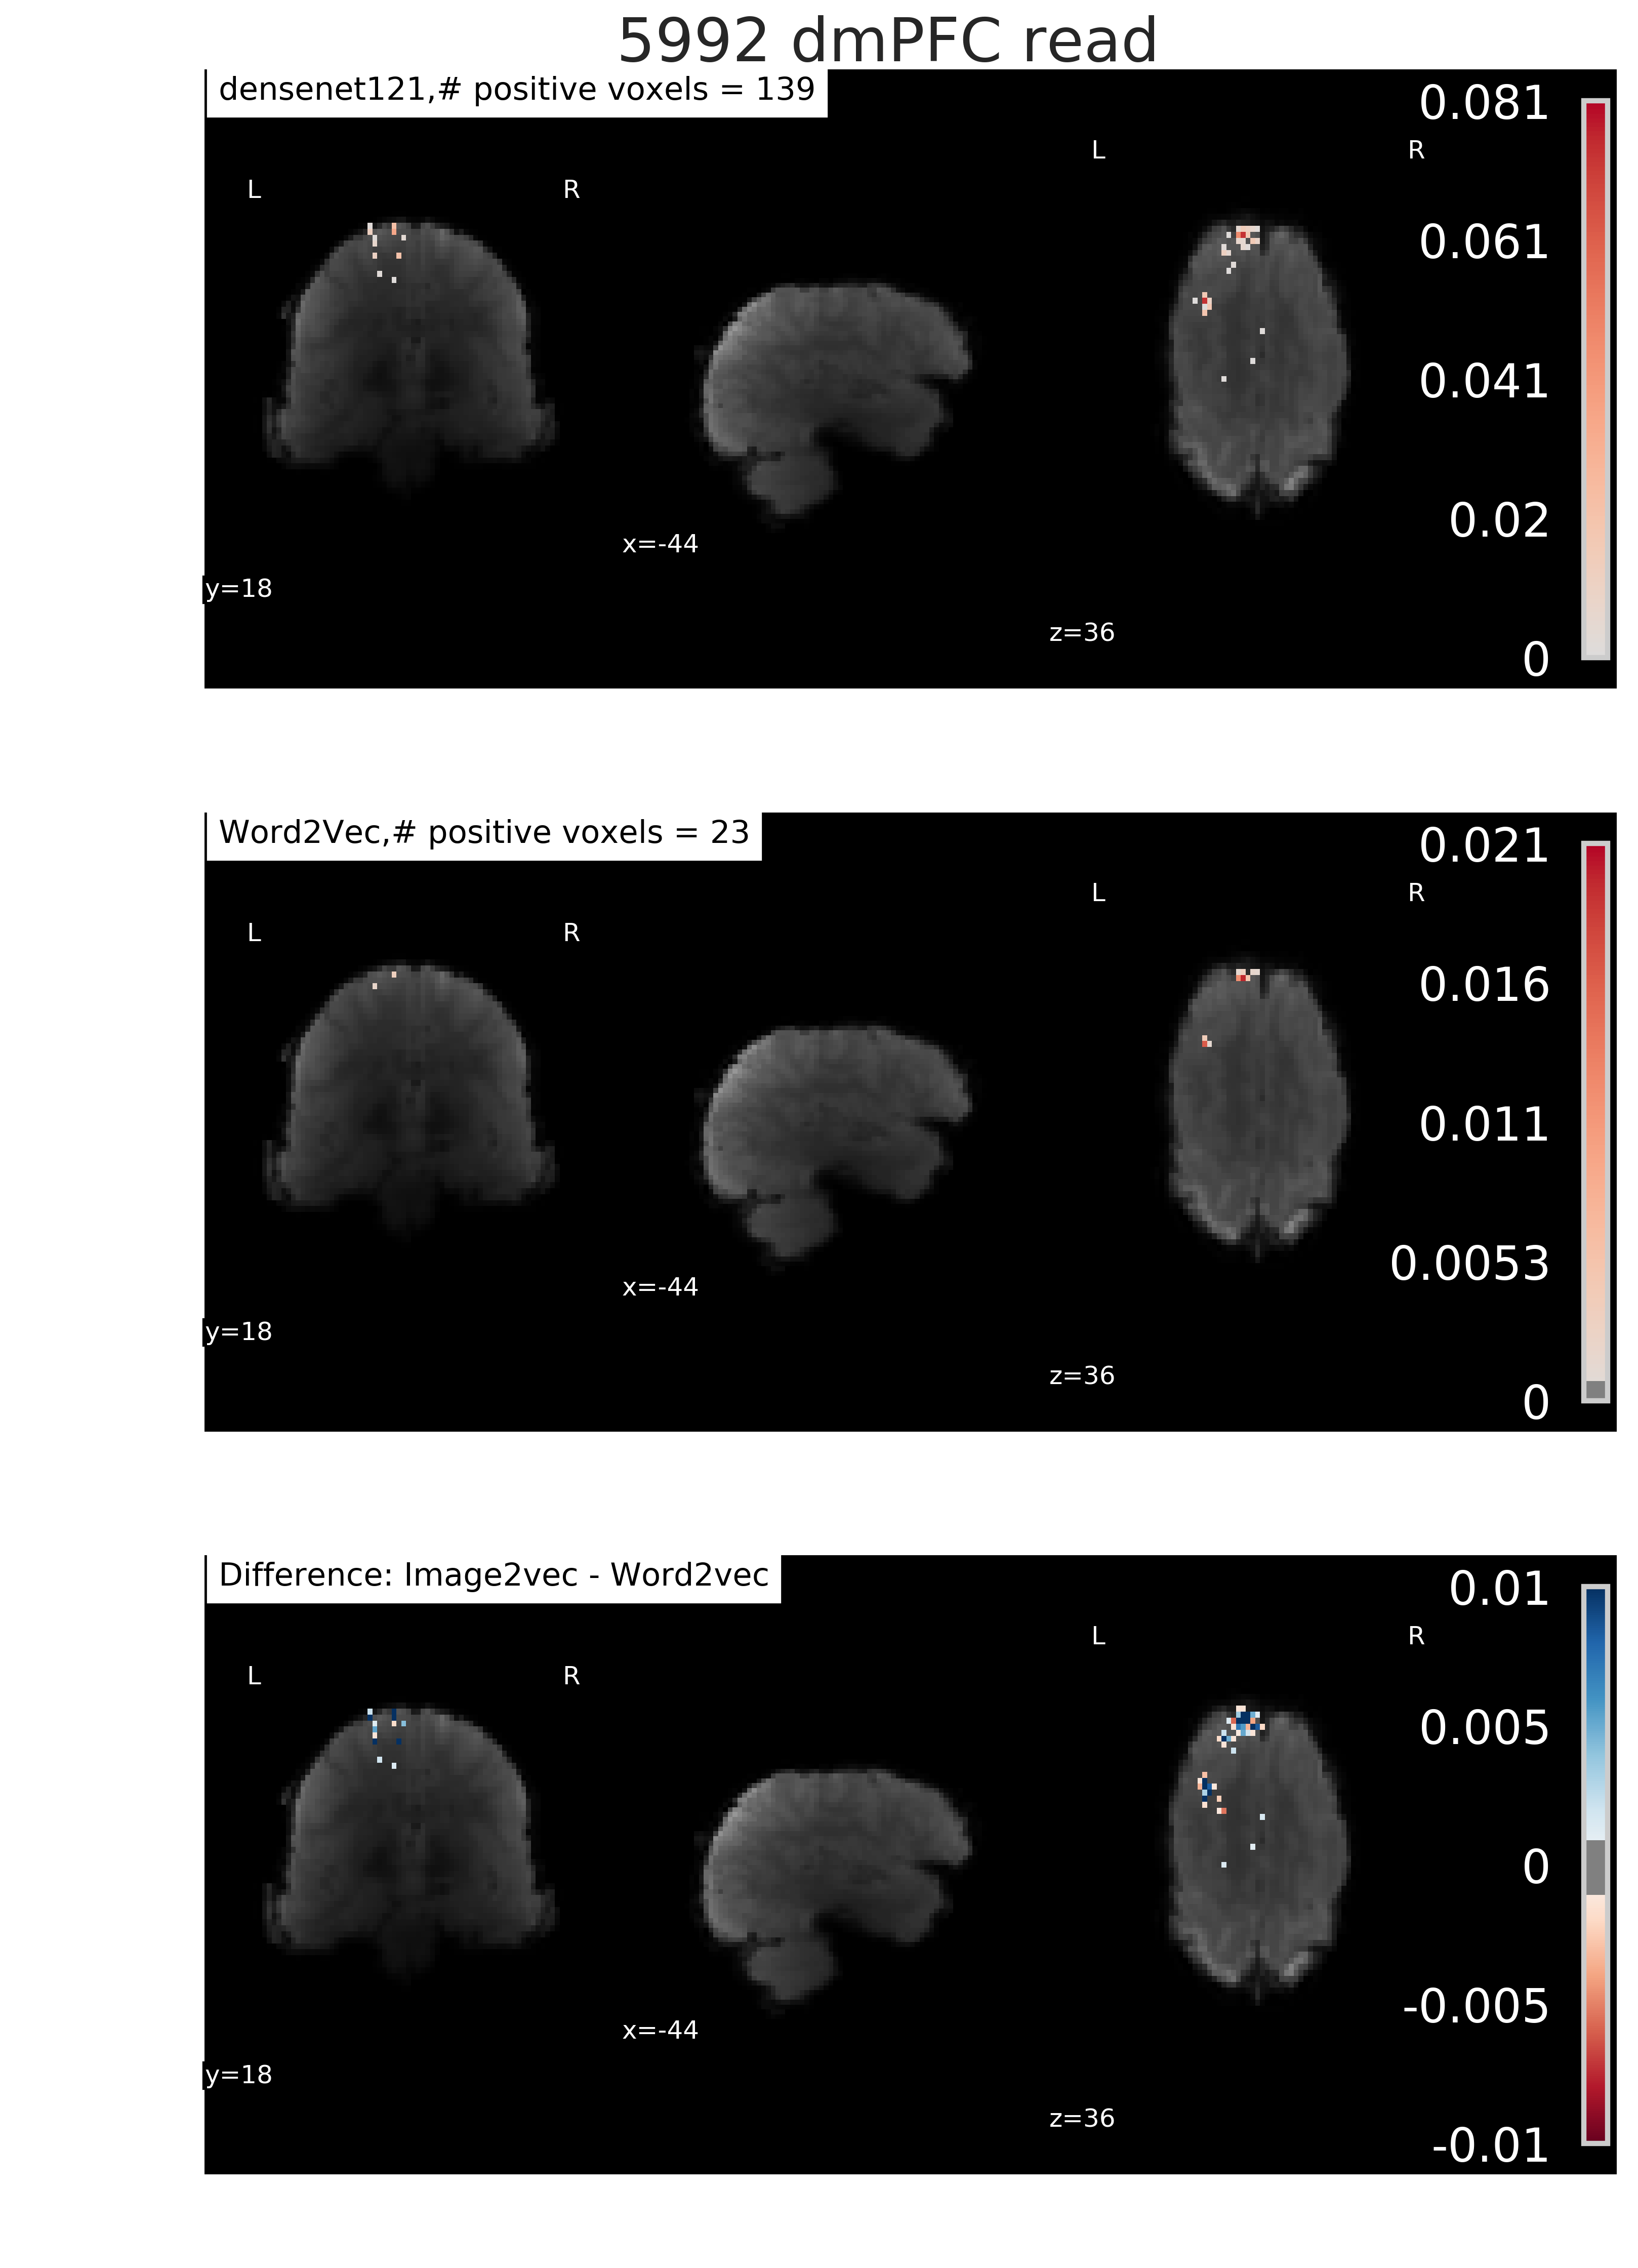 5992 dmPFC read
densenet121,# positive voxels = 139
0.081
L R
L R
0.061
0.041
0.02
x=-44
y=18
z=36
0
Word2Vec,# positive voxels = 23
0.021
L R
L R
0.016
0.011
0.0053
x=-44
y=18
z=36
0
Difference: Image2vec - Word2vec
0.01
L R
L R
0.005
0
-0.005
x=-44
y=18
z=36
-0.01